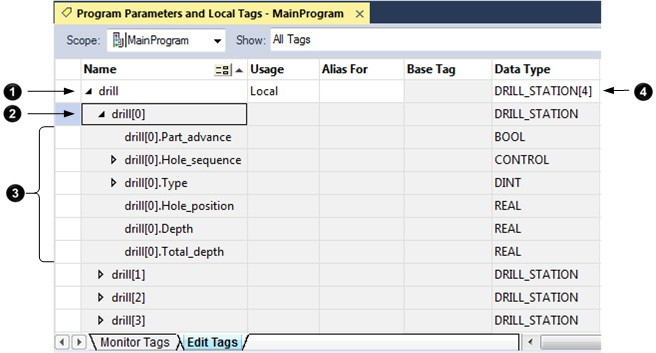 Program Parameters and Local Tags - MainProgram ×
Scope: MainProgram Show: All Tags
Name Usage Alias For Base Tag Data Type
1 drill Local DRILL_STATION[4] 4
2 drill[0] DRILL_STATION
drill[0].Part_advance BOOL
drill[0].Hole_sequence CONTROL
3 drill[0].Type DINT
drill[0].Hole_position REAL
drill[0].Depth REAL
drill[0].Total_depth REAL
drill[1] DRILL_STATION
drill[2] DRILL_STATION
drill[3] DRILL_STATION
Monitor Tags Edit Tags